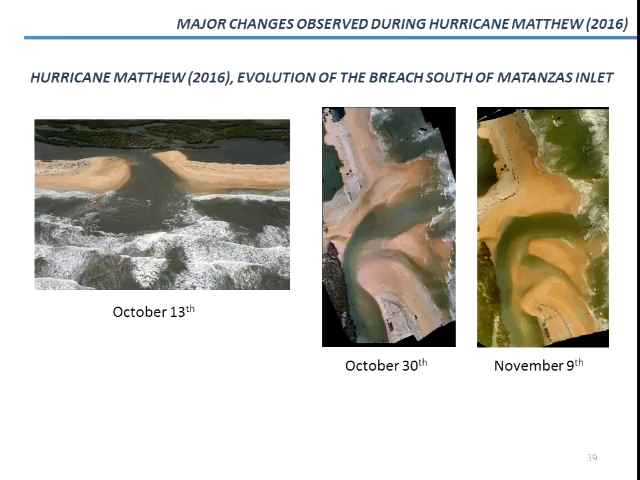 MAJOR CHANGES OBSERVED DURING HURRICANE MATTHEW (2016)
HURRICANE MATTHEW (2016), EVOLUTION OF THE BREACH SOUTH OF MATANZAS INLET
October 13th
October 30th
November 9th
39